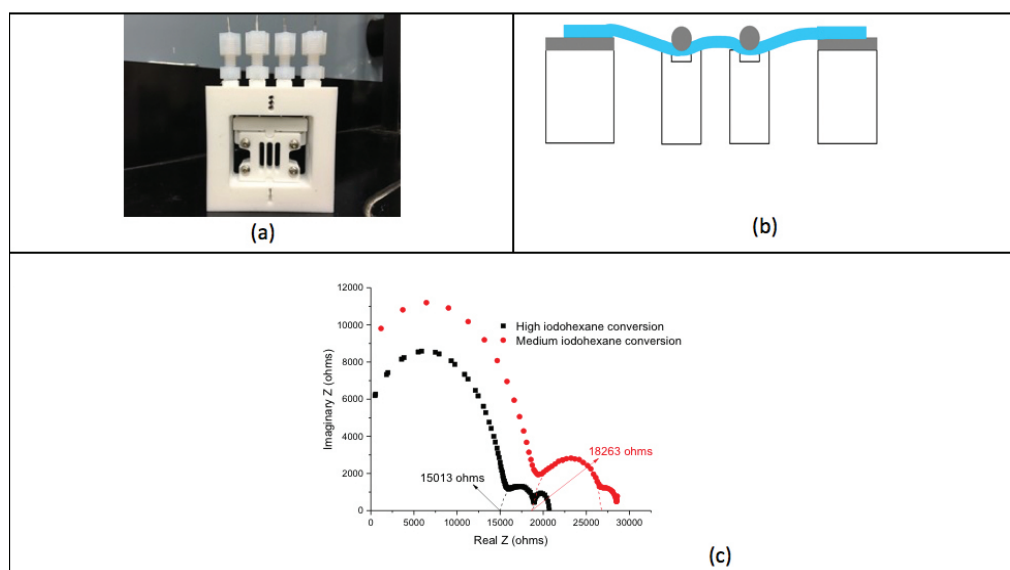 (a)
(b)
12000
10000
8000
6000
4000
2000
0
Imaginary Z (ohms)
High iodohexane conversion
Medium iodohexane conversion
18263 ohms
15013 ohms
0 5000 10000 15000 20000 25000 30000
Real Z (ohms)
(c)